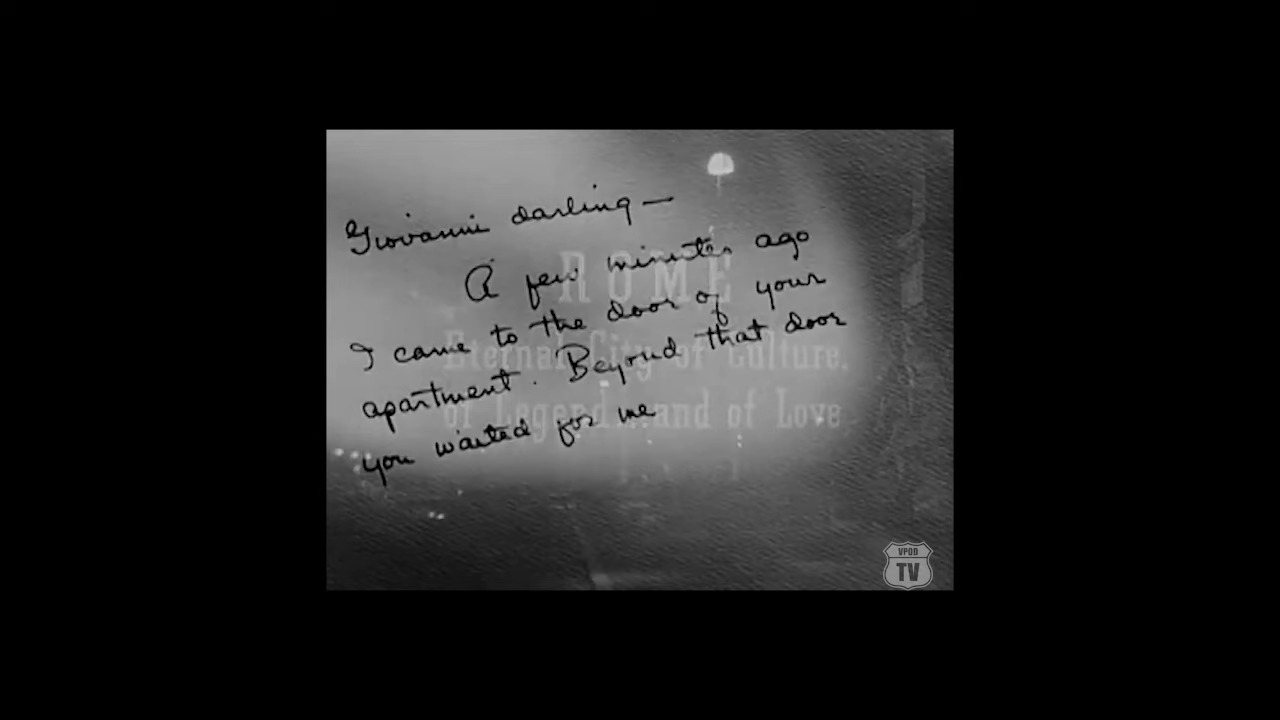 Giovanni darling —
A few minutes ago
I came to the door of your
apartment. Beyond that door
you waited for me
ROME
Eternal City of Culture,
of Legend...and of Love
VPOD
TV